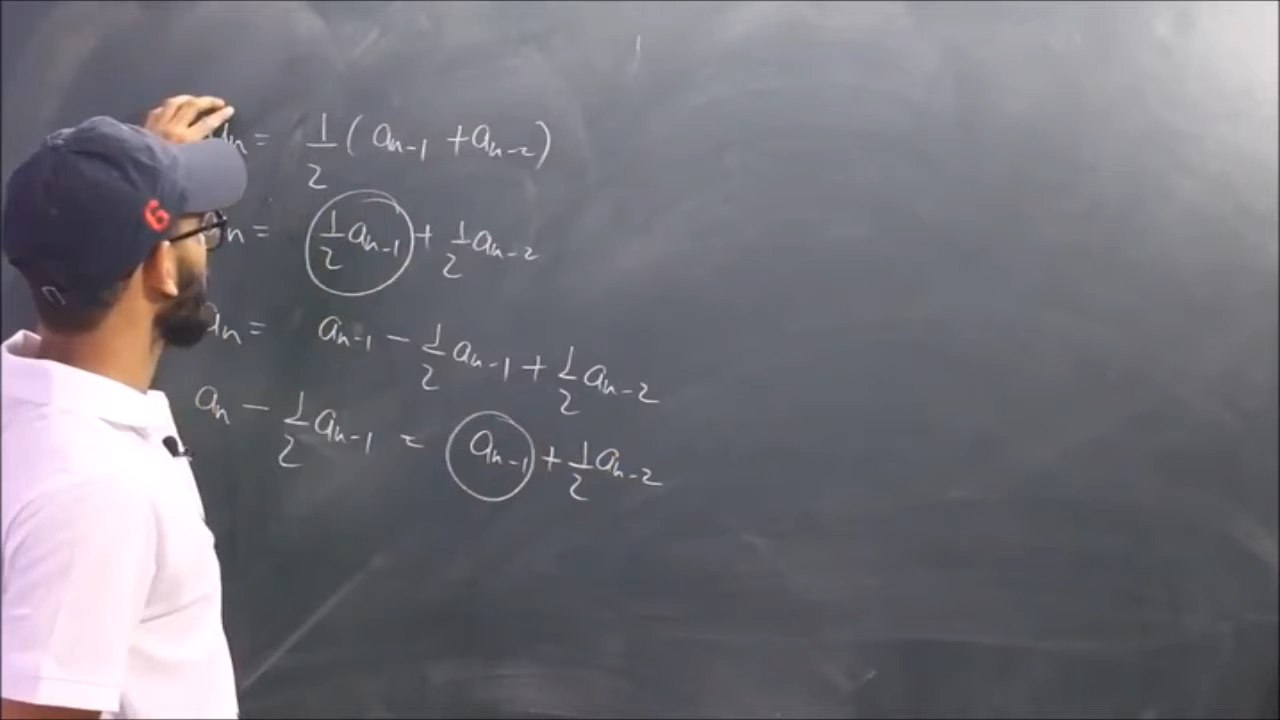 aₙ = 1/2 ( aₙ₋₁ + aₙ₋₂ )
aₙ = 1/2 aₙ₋₁ + 1/2 aₙ₋₂
aₙ = aₙ₋₁ − 1/2 aₙ₋₁ + 1/2 aₙ₋₂
aₙ − 1/2 aₙ₋₁ = aₙ₋₁ + 1/2 aₙ₋₂
G